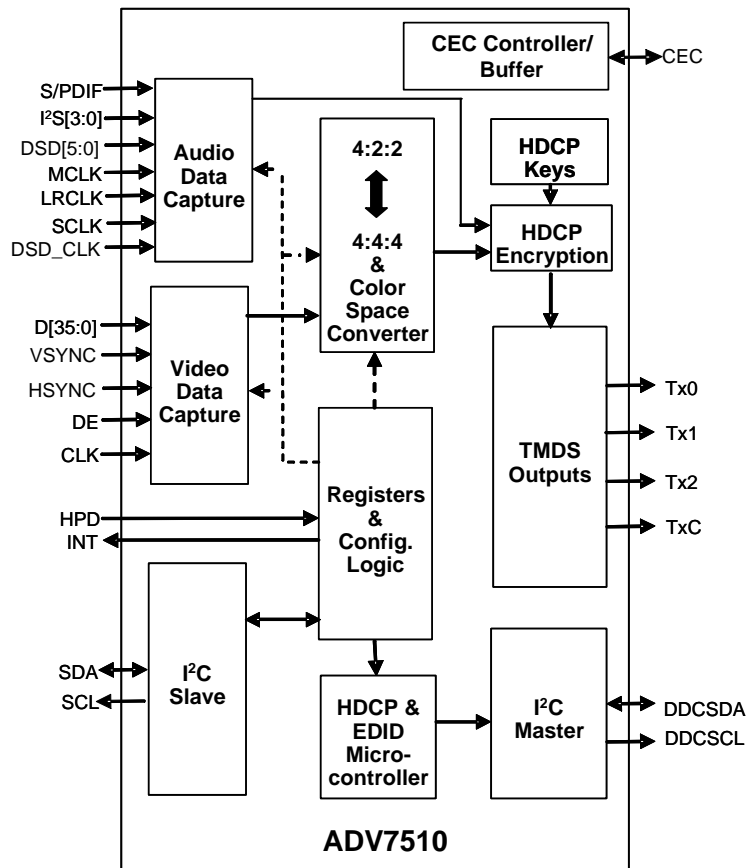 CEC Controller/
Buffer
CEC
S/PDIF
I²S[3:0]
DSD[5:0]
MCLK
LRCLK
SCLK
DSD_CLK
Audio
Data
Capture
4:2:2
4:4:4
&
Color
Space
Converter
HDCP
Keys
HDCP
Encryption
D[35:0]
VSYNC
HSYNC
DE
CLK
Video
Data
Capture
TMDS
Outputs
Tx0
Tx1
Tx2
TxC
HPD
INT
Registers
&
Config.
Logic
SDA
SCL
I²C
Slave
HDCP &
EDID
Micro-
controller
I²C
Master
DDCSDA
DDCSCL
ADV7510